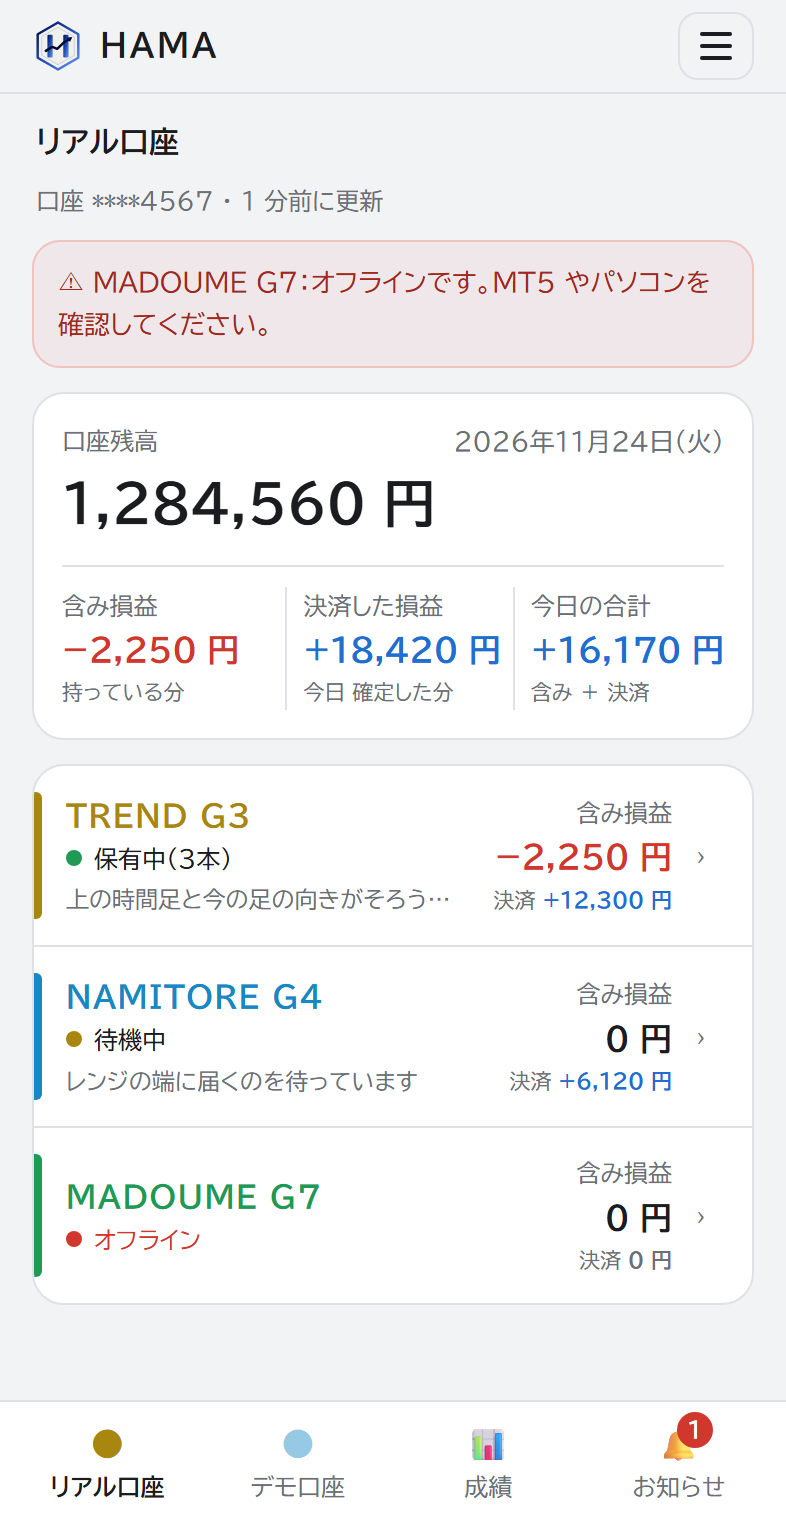 HAMA
リアル口座
口座 ****4567・1 分前に更新
⚠ MADOUME G7：オフラインです。MT5 やパソコンを
確認してください。
口座残高 2026年11月24日（火）
1,284,560 円
含み損益 決済した損益 今日の合計
−2,250 円 +18,420 円 +16,170 円
持っている分 今日 確定した分 含み ＋ 決済
TREND G3 含み損益
保有中（3本） −2,250 円 ›
上の時間足と今の足の向きがそろう… 決済 +12,300 円
NAMITORE G4 含み損益
待機中 0 円 ›
レンジの端に届くのを待っています 決済 +6,120 円
MADOUME G7 含み損益
オフライン 0 円 ›
決済 0 円
1
リアル口座 デモ口座 成績 お知らせ